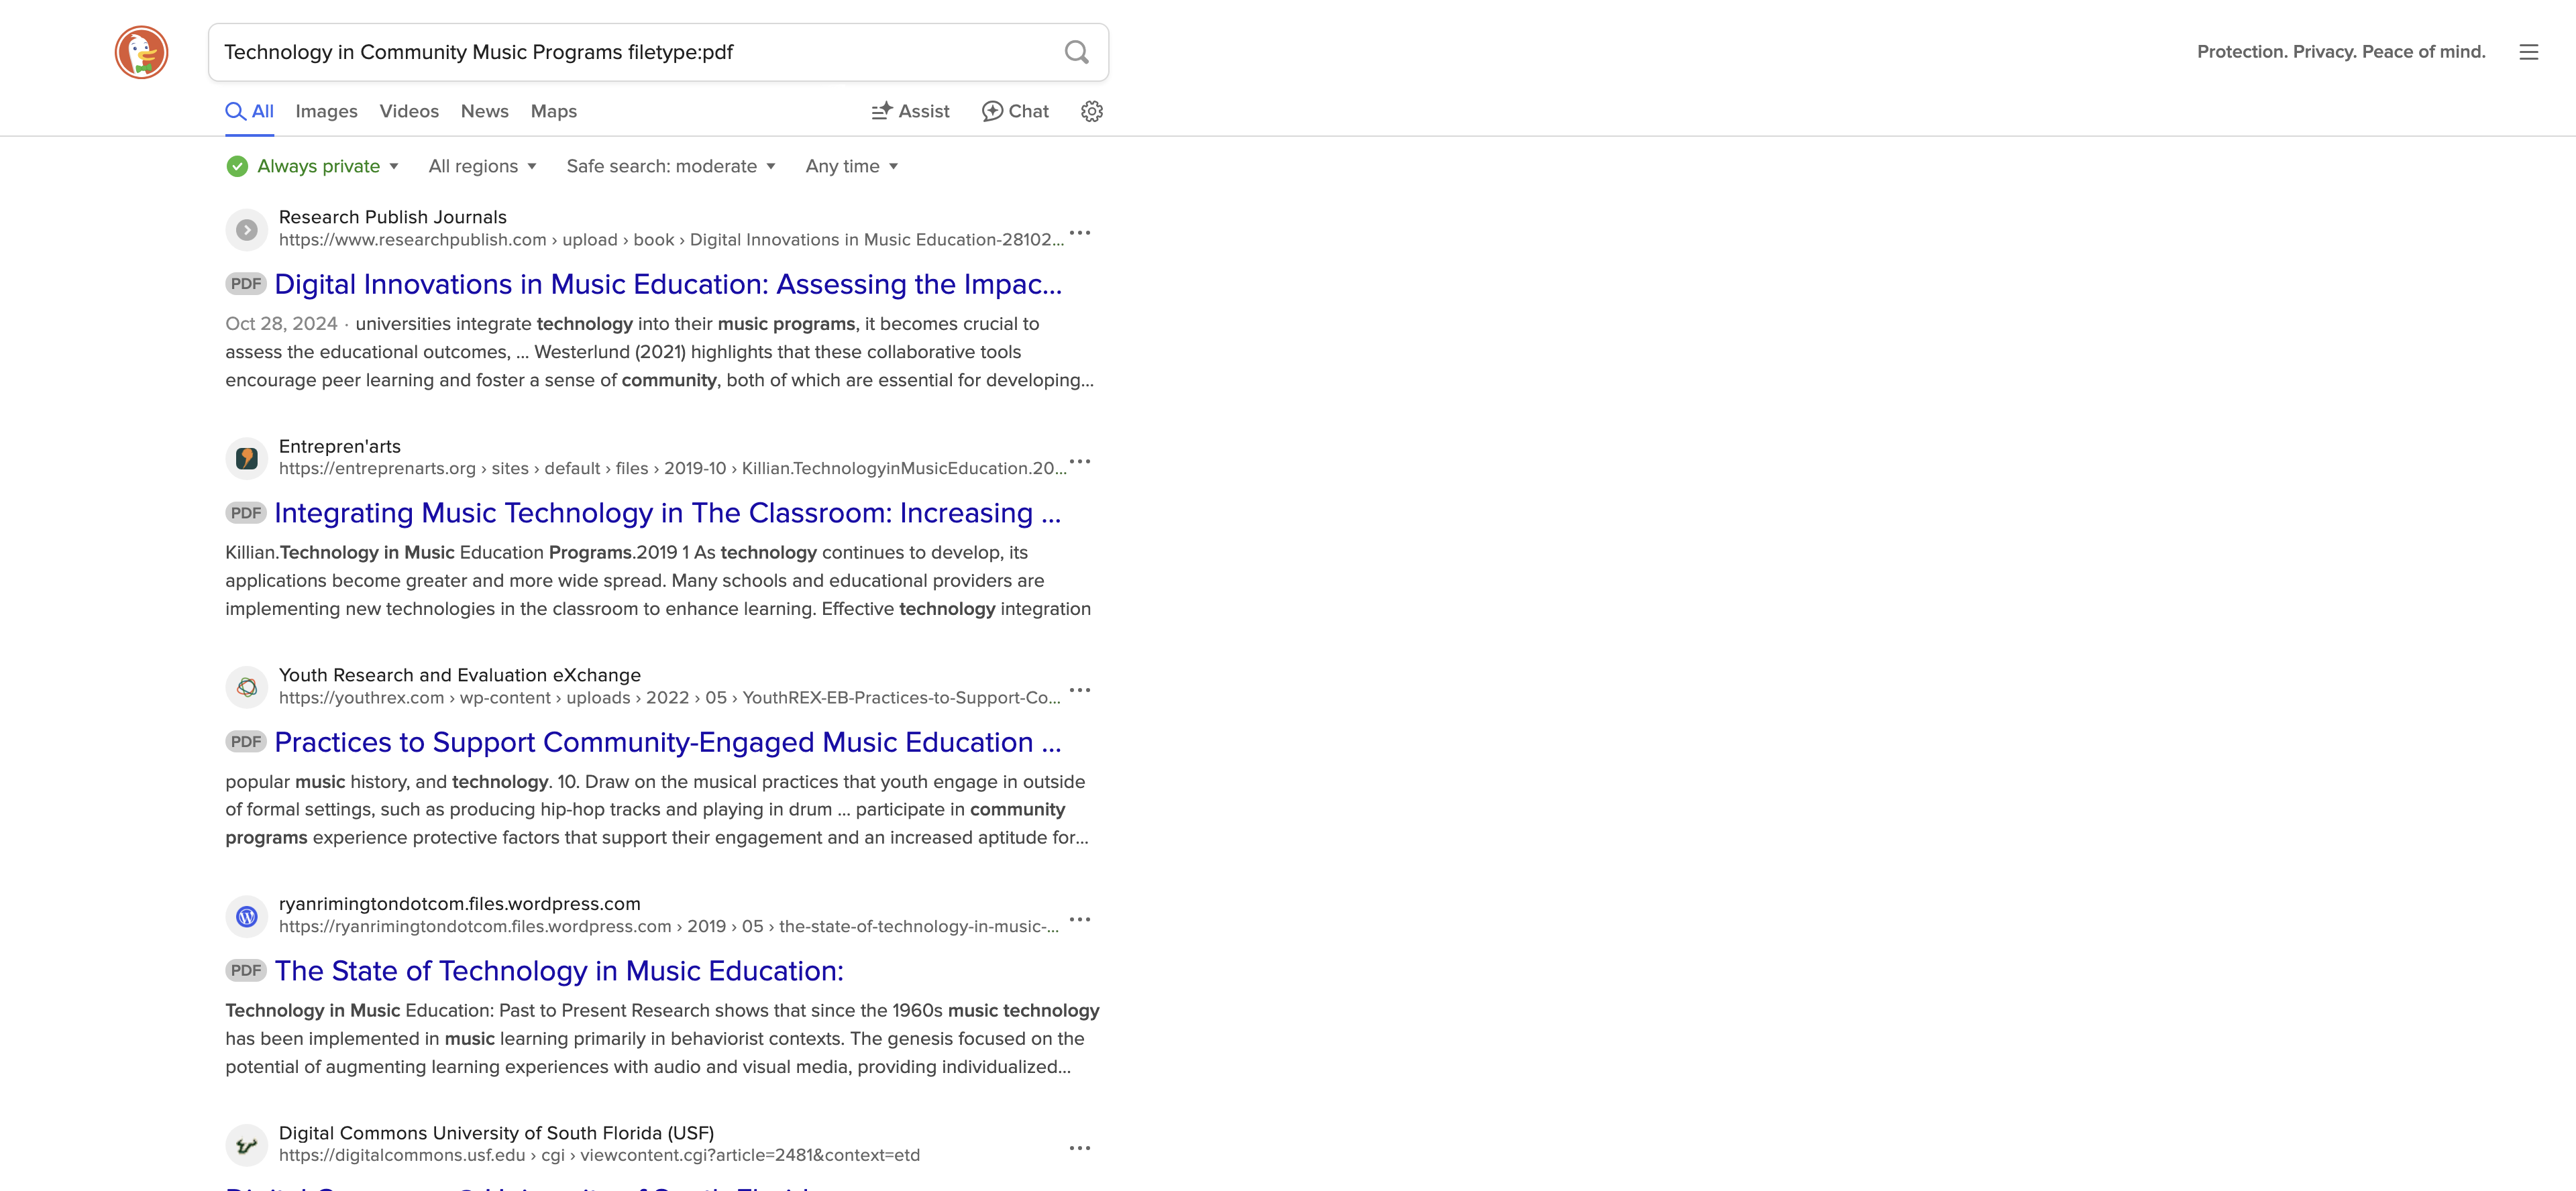 Technology in Community Music Programs filetype:pdf
Protection. Privacy. Peace of mind.
All Images Videos News Maps Assist Chat
Always private All regions Safe search: moderate Any time
Research Publish Journals
https://www.researchpublish.com › upload › book › Digital Innovations in Music Education-28102...
PDF Digital Innovations in Music Education: Assessing the Impac...
Oct 28, 2024 · universities integrate technology into their music programs, it becomes crucial to
assess the educational outcomes, ... Westerlund (2021) highlights that these collaborative tools
encourage peer learning and foster a sense of community, both of which are essential for developing...
Entrepren'arts
https://entreprenarts.org › sites › default › files › 2019-10 › Killian.TechnologyinMusicEducation.20...
PDF Integrating Music Technology in The Classroom: Increasing ...
Killian.Technology in Music Education Programs.2019 1 As technology continues to develop, its
applications become greater and more wide spread. Many schools and educational providers are
implementing new technologies in the classroom to enhance learning. Effective technology integration
Youth Research and Evaluation eXchange
https://youthrex.com › wp-content › uploads › 2022 › 05 › YouthREX-EB-Practices-to-Support-Co...
PDF Practices to Support Community-Engaged Music Education ...
popular music history, and technology. 10. Draw on the musical practices that youth engage in outside
of formal settings, such as producing hip-hop tracks and playing in drum ... participate in community
programs experience protective factors that support their engagement and an increased aptitude for...
ryanrimingtondotcom.files.wordpress.com
https://ryanrimingtondotcom.files.wordpress.com › 2019 › 05 › the-state-of-technology-in-music-...
PDF The State of Technology in Music Education:
Technology in Music Education: Past to Present Research shows that since the 1960s music technology
has been implemented in music learning primarily in behaviorist contexts. The genesis focused on the
potential of augmenting learning experiences with audio and visual media, providing individualized...
Digital Commons University of South Florida (USF)
https://digitalcommons.usf.edu › cgi › viewcontent.cgi?article=2481&context=etd